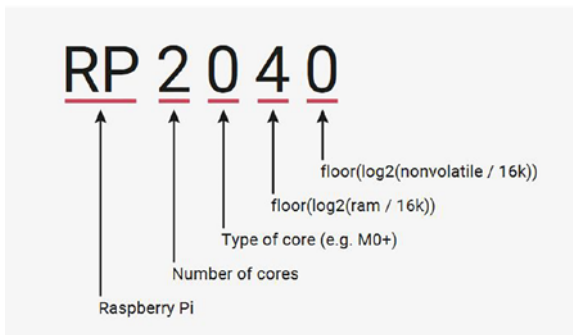 RP2040
floor(log2(nonvolatile / 16k))
floor(log2(ram / 16k))
Type of core (e.g. M0+)
Number of cores
Raspberry Pi